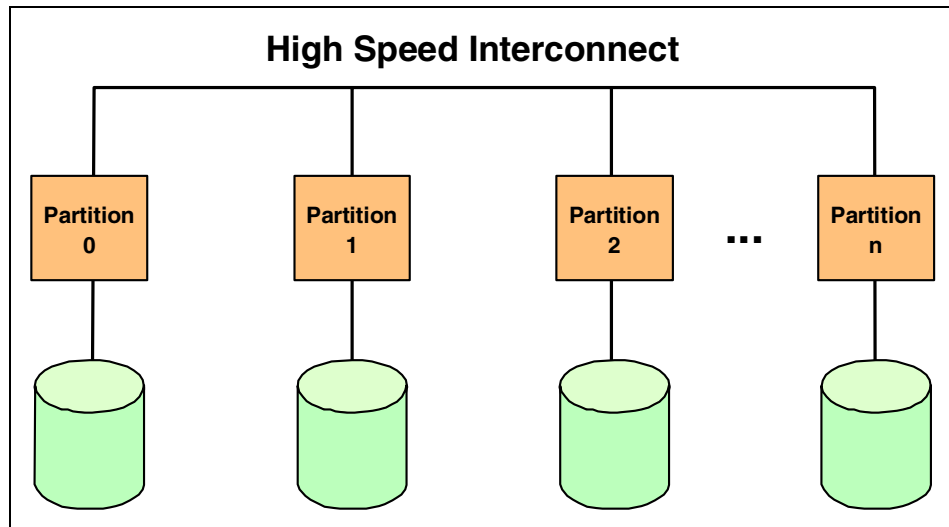 High Speed Interconnect
Partition
0
Partition
1
Partition
2
...
Partition
n